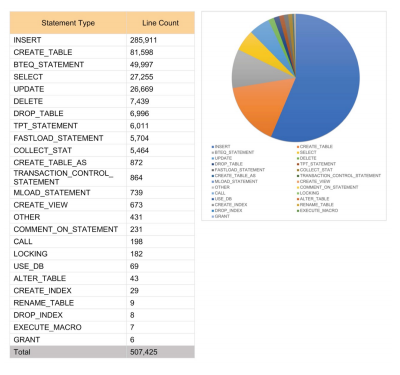 Statement Type Line Count
INSERT 285,911
CREATE_TABLE 81,598
BTEQ_STATEMENT 49,997
SELECT 27,255
UPDATE 26,669
DELETE 7,439
DROP_TABLE 6,996
TPT_STATEMENT 6,011
FASTLOAD_STATEMENT 5,704
COLLECT_STAT 5,464
CREATE_TABLE_AS 872
TRANSACTION_CONTROL_
STATEMENT 864
MLOAD_STATEMENT 739
CREATE_VIEW 673
OTHER 431
COMMENT_ON_STATEMENT 231
CALL 198
LOCKING 182
USE_DB 69
ALTER_TABLE 43
CREATE_INDEX 29
RENAME_TABLE 9
DROP_INDEX 8
EXECUTE_MACRO 7
GRANT 6
Total 507,425
INSERT CREATE_TABLE
BTEQ_STATEMENT SELECT
UPDATE DELETE
DROP_TABLE TPT_STATEMENT
FASTLOAD_STATEMENT COLLECT_STAT
CREATE_TABLE_AS TRANSACTION_CONTROL_STATEMENT
MLOAD_STATEMENT CREATE_VIEW
OTHER COMMENT_ON_STATEMENT
CALL LOCKING
USE_DB ALTER_TABLE
CREATE_INDEX RENAME_TABLE
DROP_INDEX EXECUTE_MACRO
GRANT